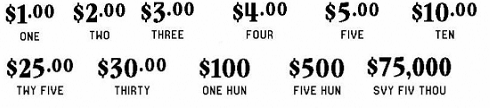 $1.00 $2.00 $3.00 $4.00 $5.00 $10.00
ONE TWO THREE FOUR FIVE TEN
$25.00 $30.00 $100 $500 $75,000
TWY FIVE THIRTY ONE HUN FIVE HUN SVY FIV THOU